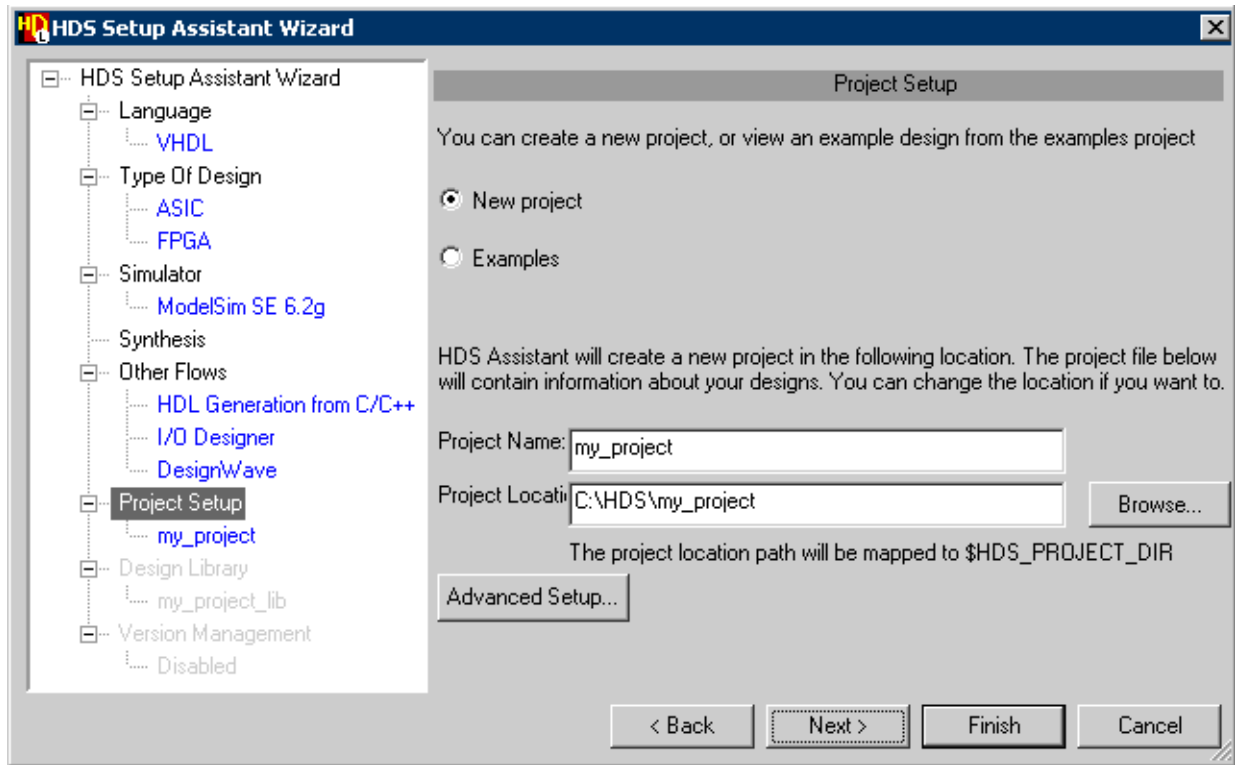 HDS Setup Assistant Wizard
HDS Setup Assistant Wizard
Language
VHDL
Type Of Design
ASIC
FPGA
Simulator
ModelSim SE 6.2g
Synthesis
Other Flows
HDL Generation from C/C++
I/O Designer
DesignWave
Project Setup
my_project
Design Library
my_project_lib
Version Management
Disabled
Project Setup
You can create a new project, or view an example design from the examples project
New project
Examples
HDS Assistant will create a new project in the following location. The project file below
will contain information about your designs. You can change the location if you want to.
Project Name: my_project
Project Locati C:\HDS\my_project
Browse...
The project location path will be mapped to $HDS_PROJECT_DIR
Advanced Setup...
< Back Next > Finish Cancel